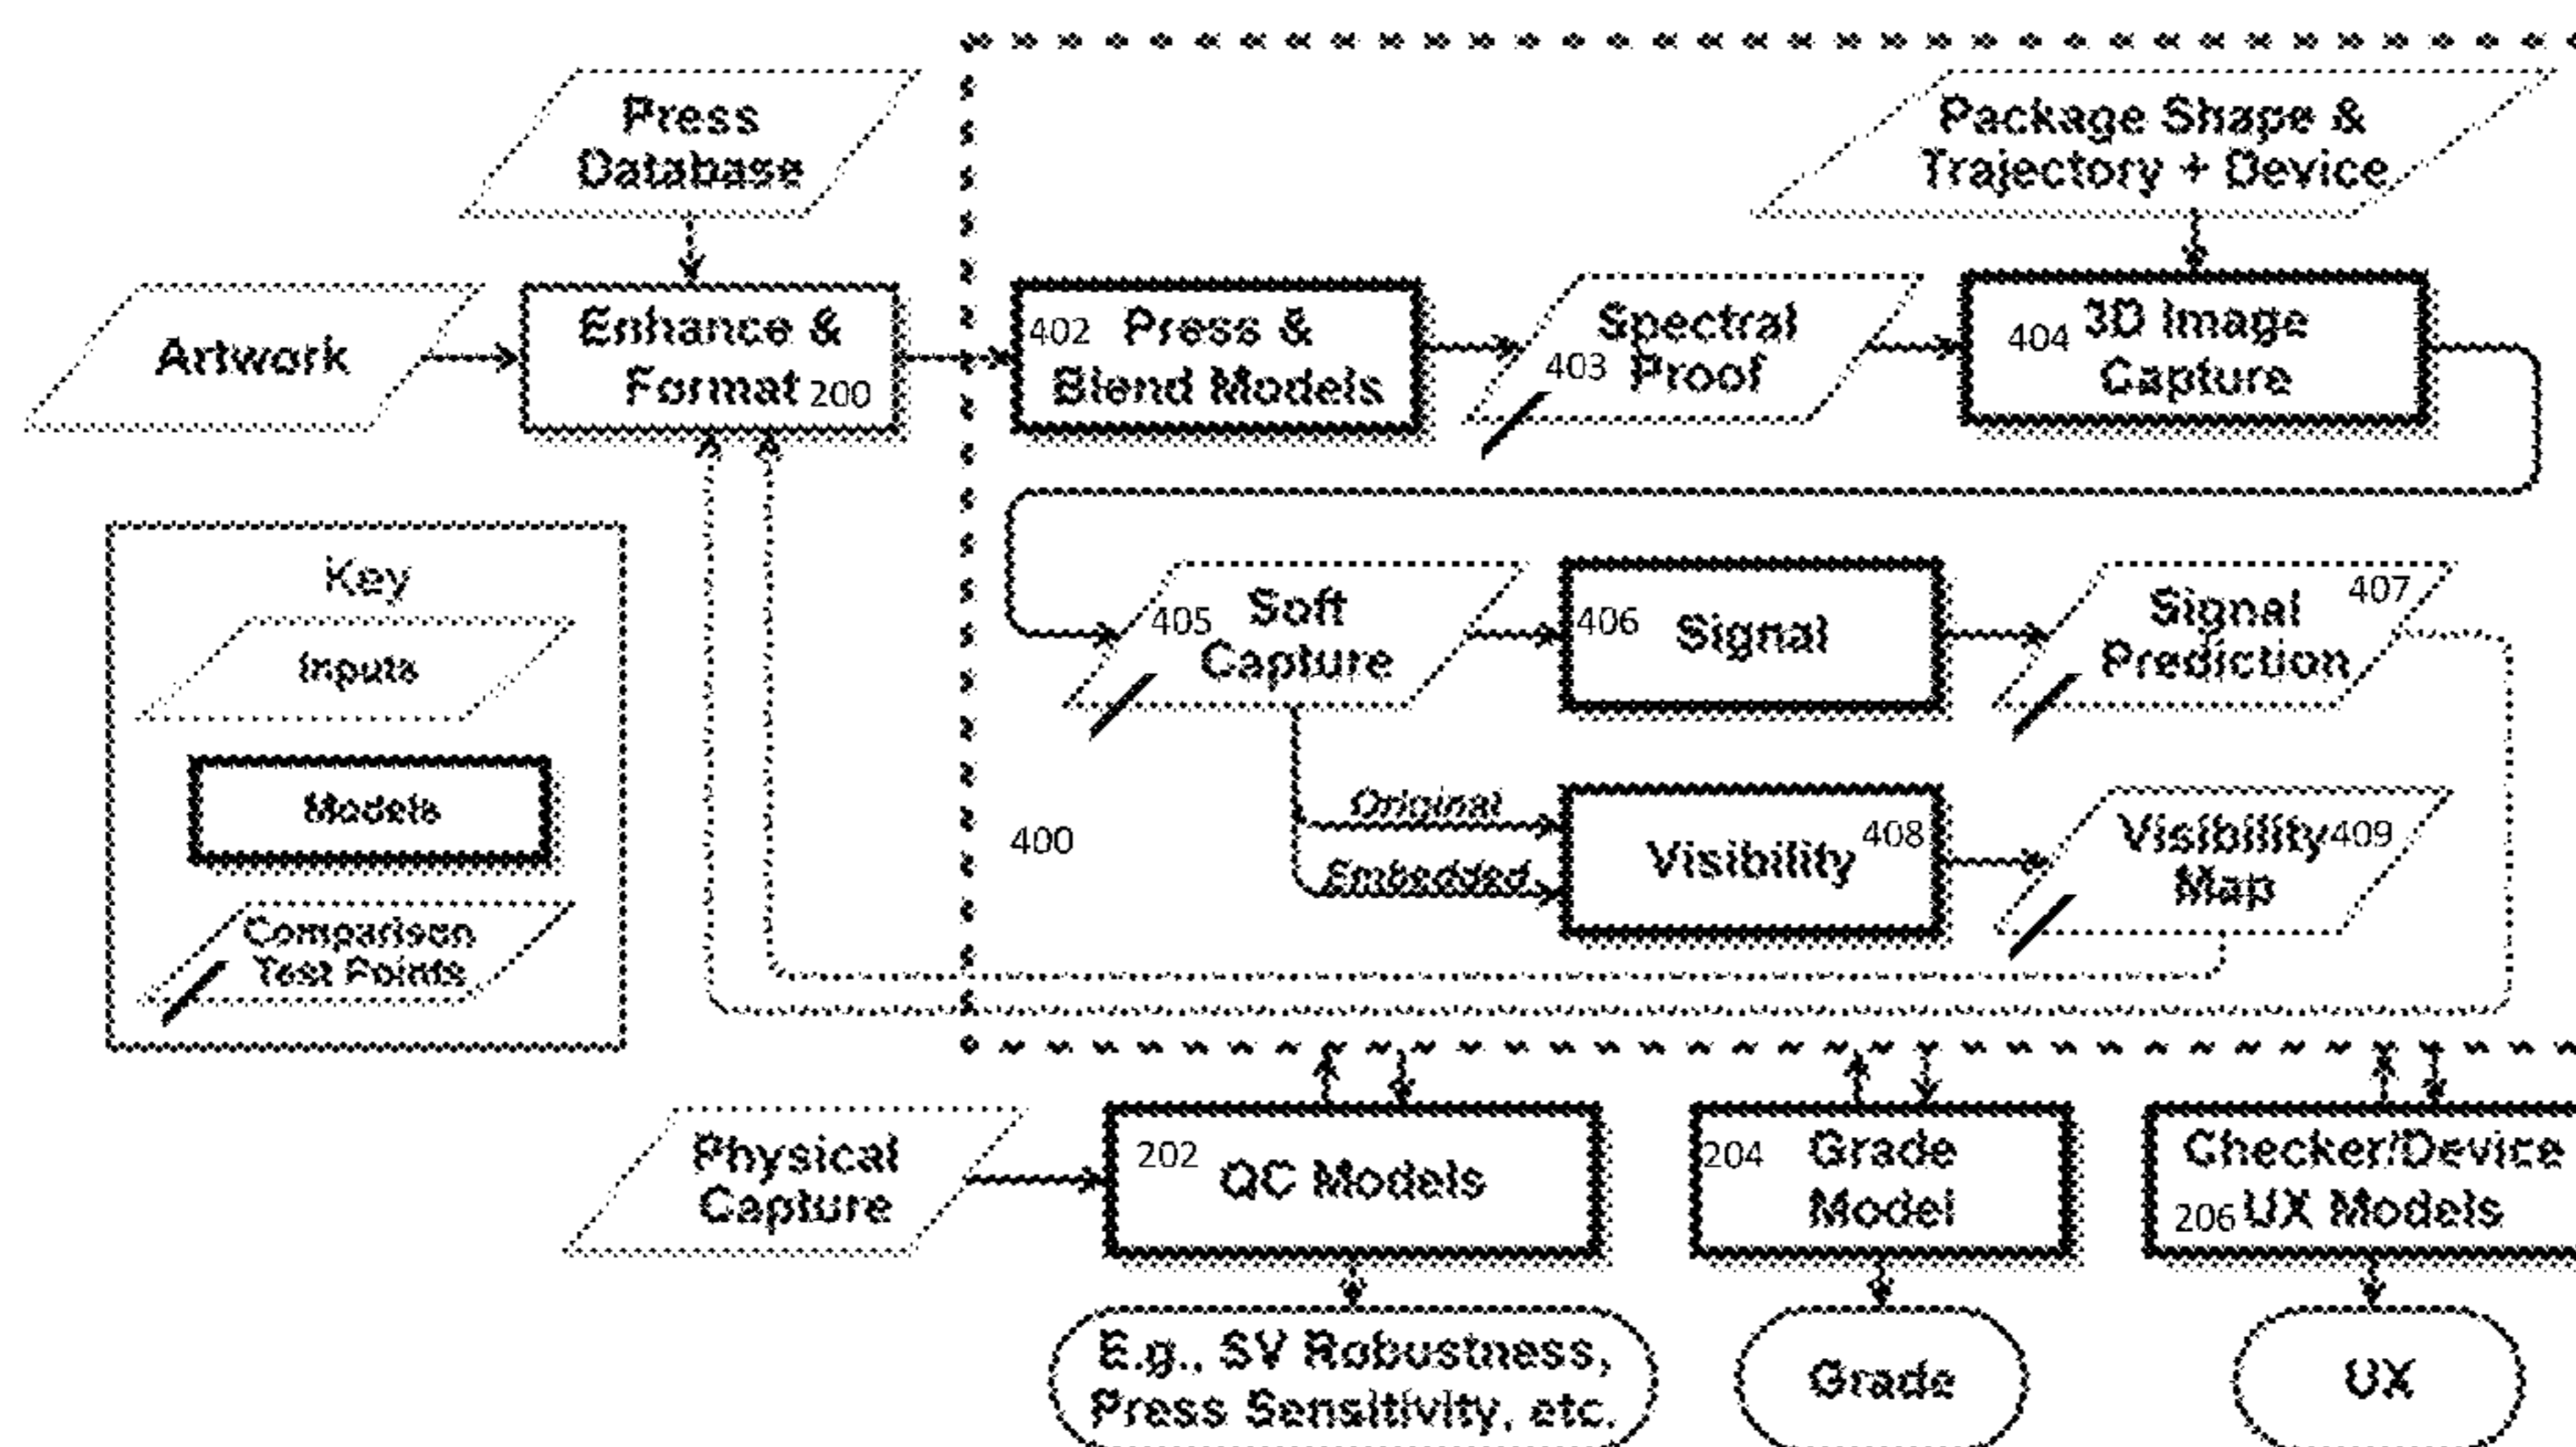 Press
Database
Package Shape &
Trajectory + Device
Artwork
Enhance &
Format 200
402 Press &
Blend Models
Spectral
403 Proof
404 3D Image
Capture
Key
Inputs
Models
Comparison
Test Points
405 Soft
Capture
406 Signal
Signal 407
Prediction
Original
Embedded
400
Visibility 408
Visibility 409
Map
Physical
Capture
202 QC Models
204 Grade
Model
Checker/Device
206 UX Models
E.g., SV Robustness,
Press Sensitivity, etc.
Grade
UX